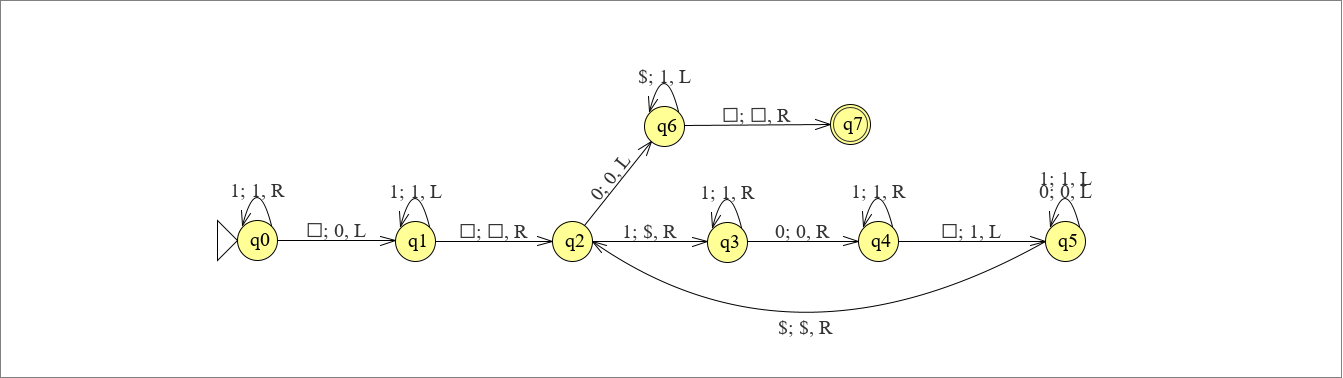 $; 1, L
q6
□; □, R
q7
0; 0, L
1; 1, R
q0
□; 0, L
1; 1, L
q1
□; □, R
q2
1; $, R
1; 1, R
q3
0; 0, R
1; 1, R
q4
□; 1, L
1; 1, L
0; 0, L
q5
$; $, R